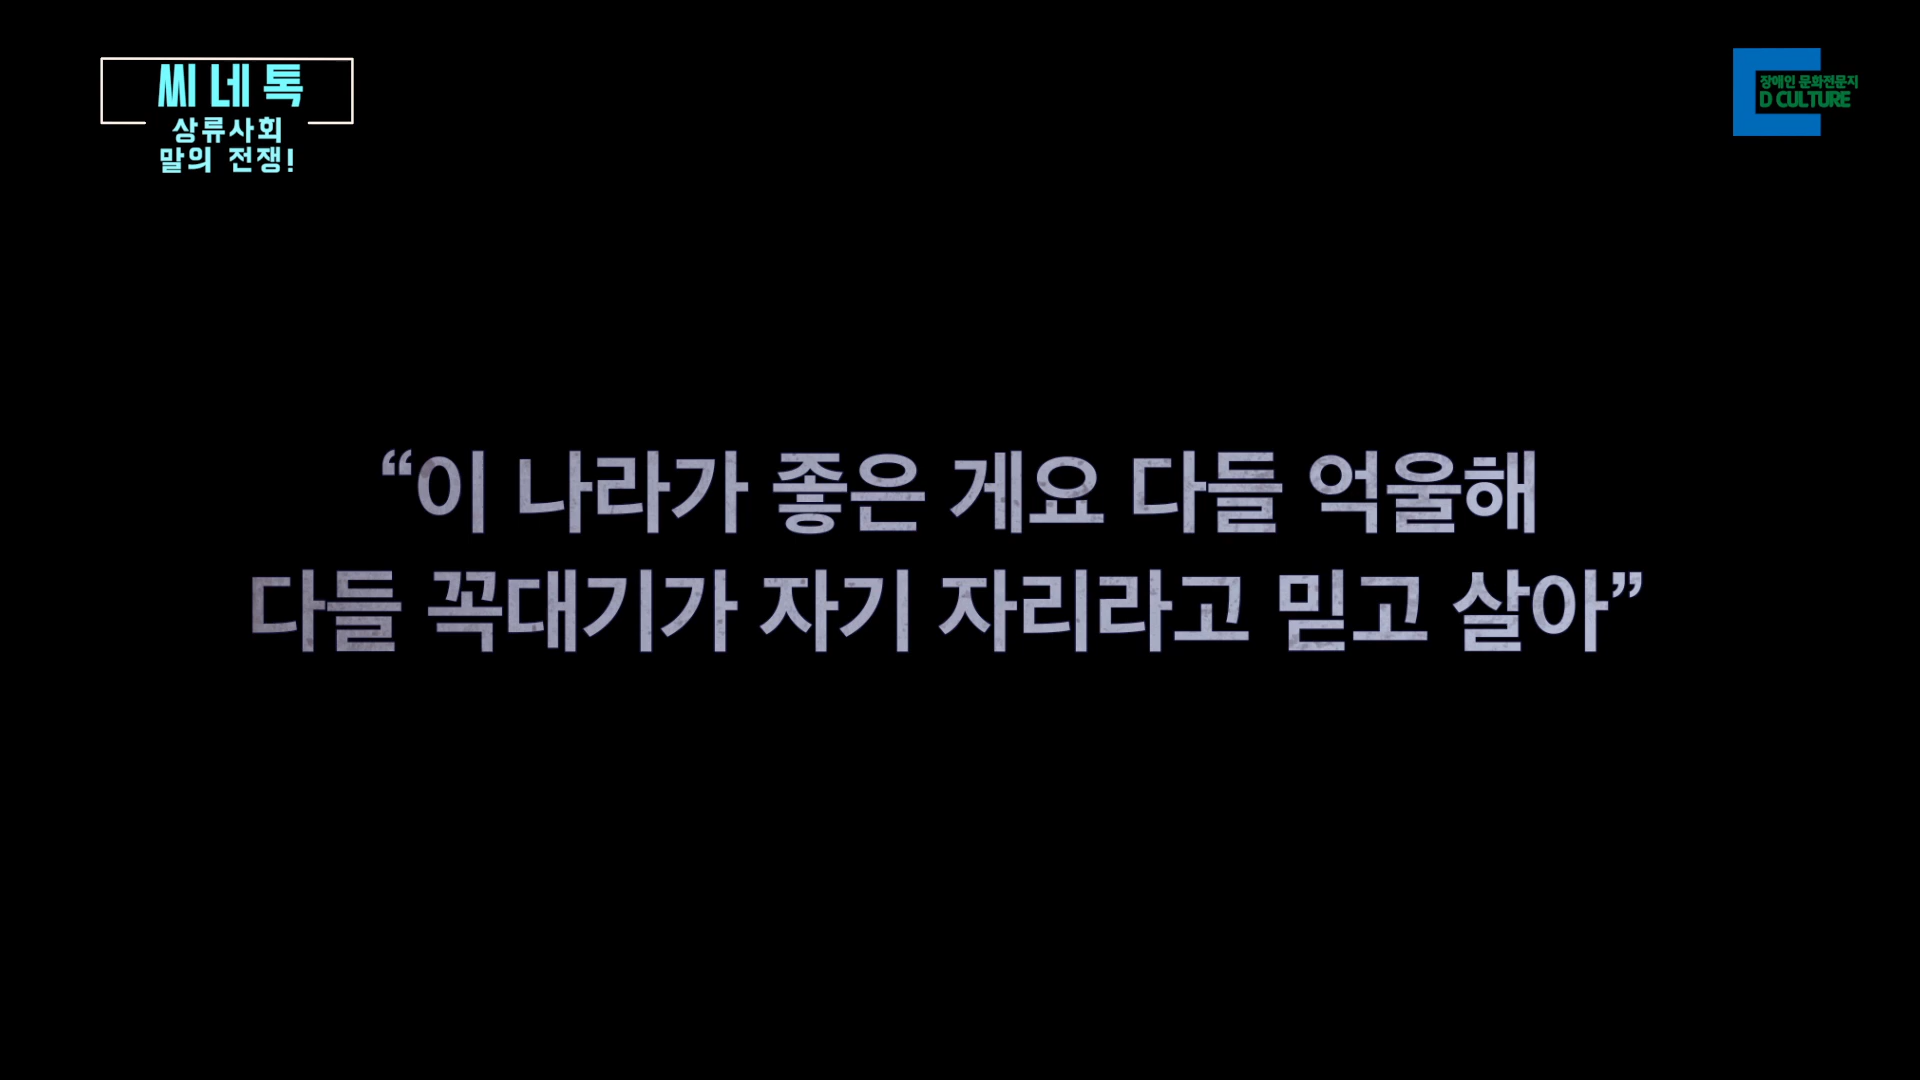 씨네톡
상류사회
말의 전쟁!
장애인 문화전문지
D CULTURE
“이 나라가 좋은 게요 다들 억울해
다들 꼭대기가 자기 자리라고 믿고 살아”